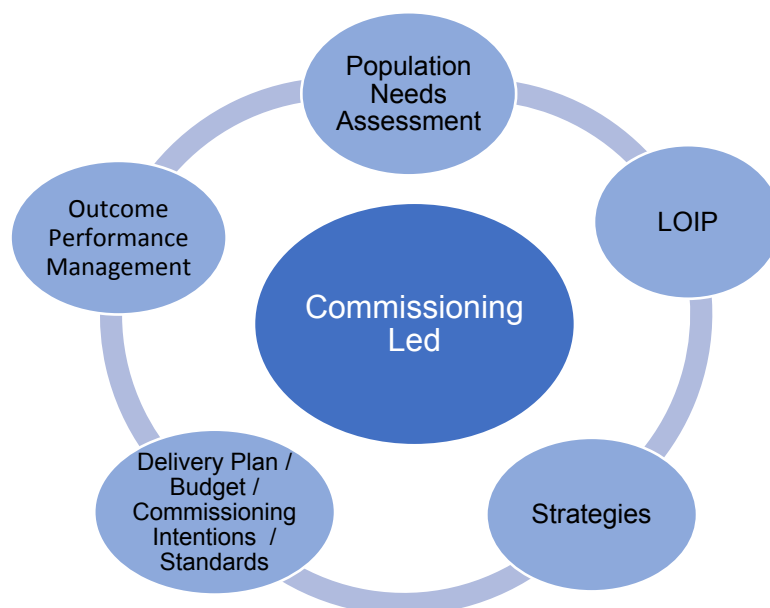 Population
Needs
Assessment
LOIP
Outcome
Performance
Management
Commissioning
Led
Delivery Plan /
Budget /
Commissioning
Intentions /
Standards
Strategies